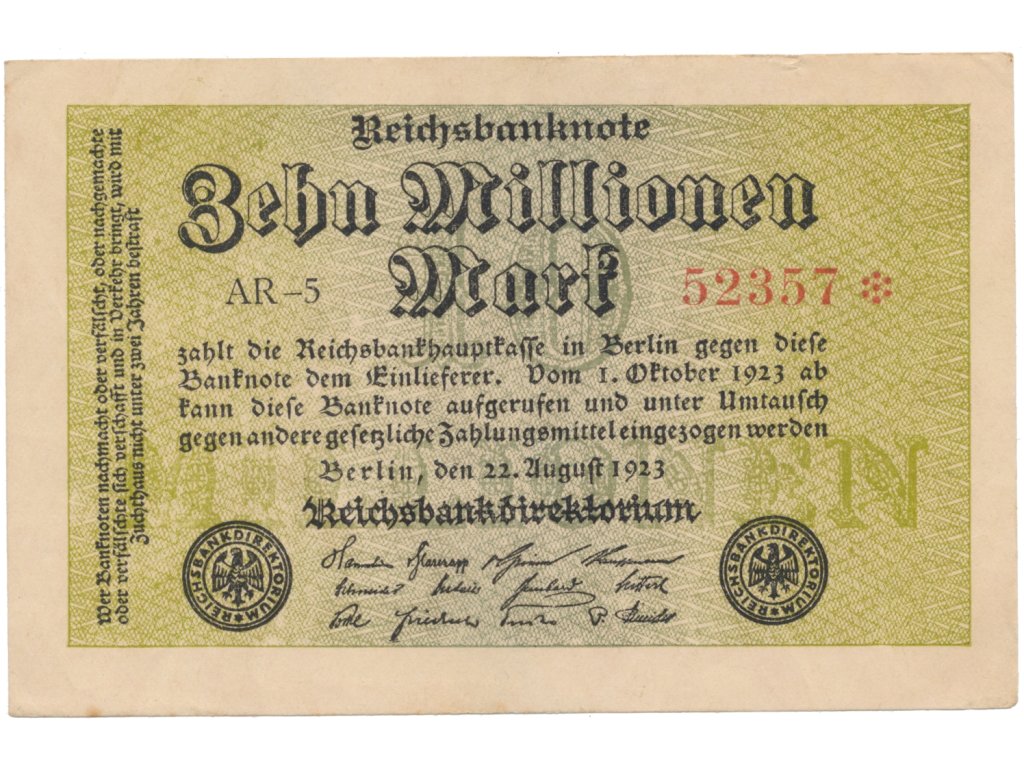 Reichsbanknote
Zehn Millionen
Mark
AR-5
52357 *
zahlt die Reichsbankhauptkasse in Berlin gegen diese
Banknote dem Einlieferer. Vom 1. Oktober 1923 ab
kann diese Banknote aufgerufen und unter Umtausch
gegen andere gesetzliche Zahlungsmittel eingezogen werden
Berlin, den 22. August 1923
Reichsbankdirektorium
REICHSBANKDIREKTORIUM
REICHSBANKDIREKTORIUM
Wer Banknoten nachmacht oder verfälscht, oder nachgemachte
oder verfälschte sich verschafft und in Verkehr bringt, wird mit
Zuchthaus nicht unter zwei Jahren bestraft
10